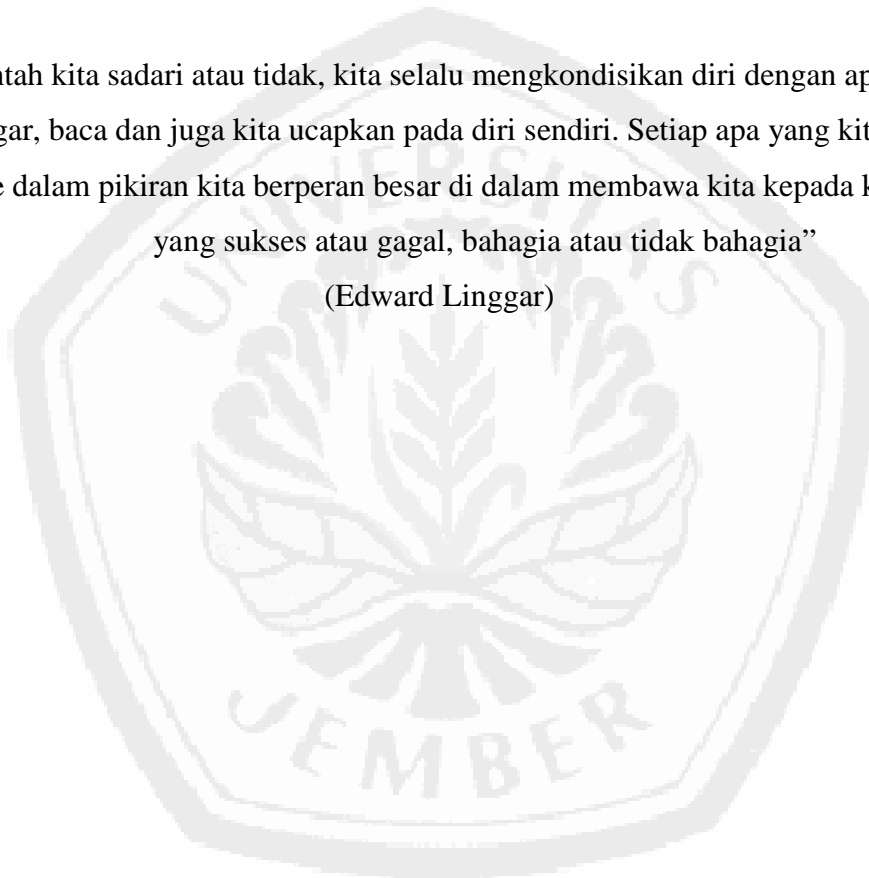 ntah kita sadari atau tidak, kita selalu mengkondisikan diri dengan ap
gar, baca dan juga kita ucapkan pada diri sendiri. Setiap apa yang kit
e dalam pikiran kita berperan besar di dalam membawa kita kepada k
yang sukses atau gagal, bahagia atau tidak bahagia”
(Edward Linggar)
UNIVERSITAS
JEMBER